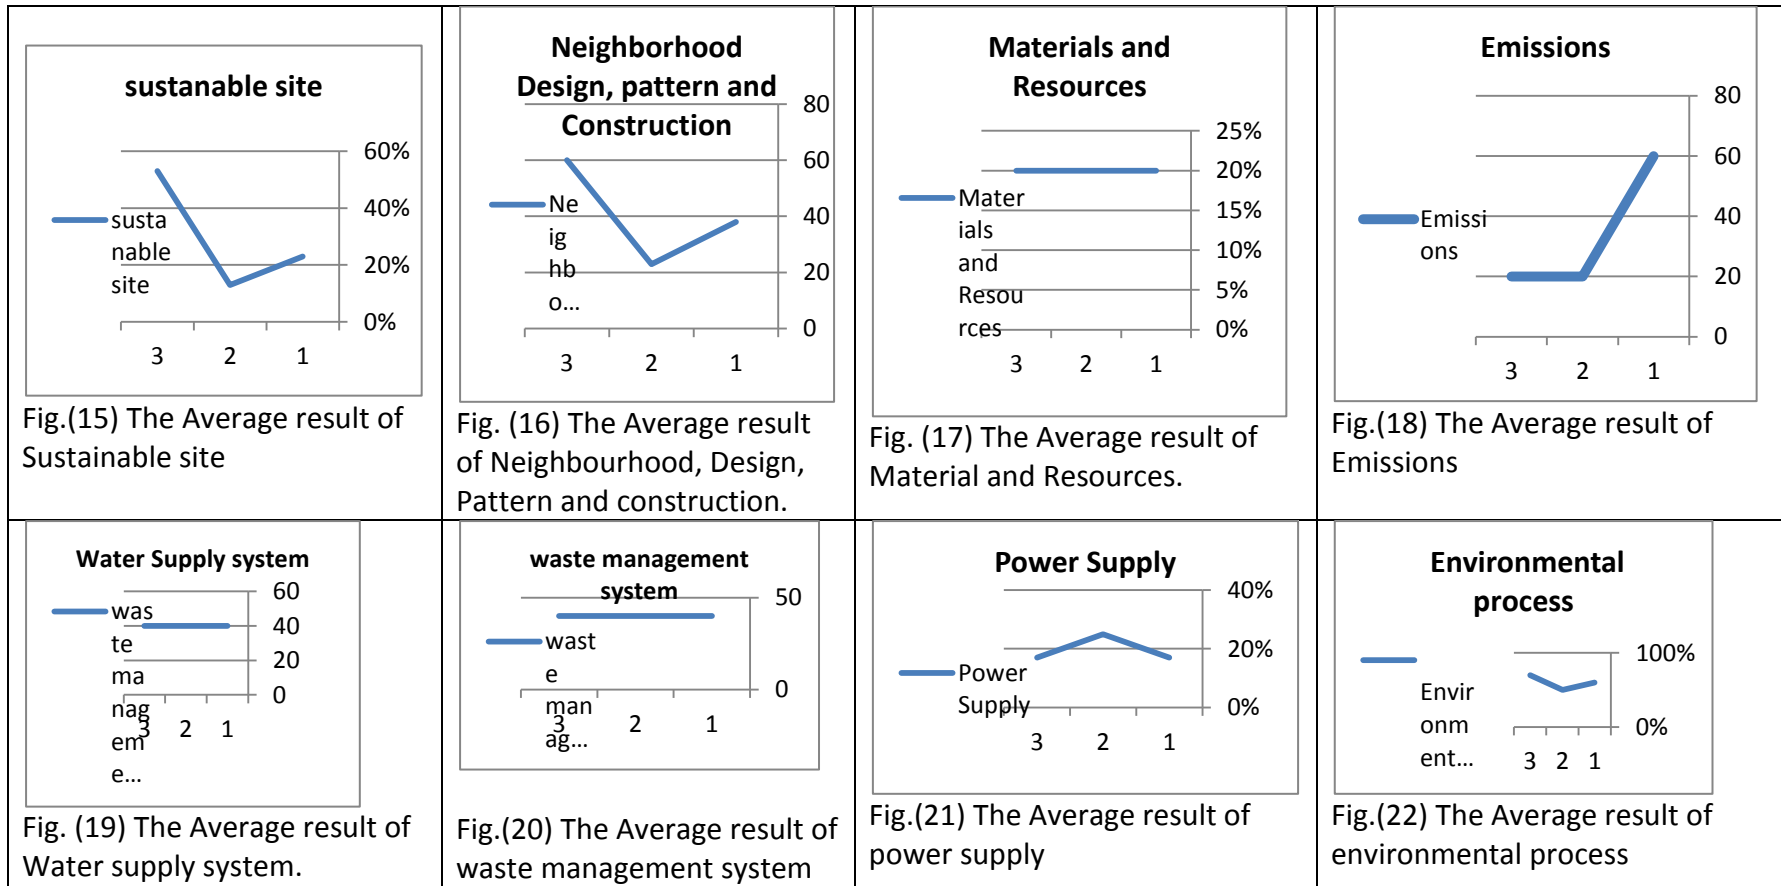 sustanable site
60%
40%
20%
0%
susta
nable
site
3 2 1
Fig.(15) The Average result of
Sustainable site
Neighborhood
Design, pattern and
Construction
80
60
40
20
0
Ne
ig
hb
o...
3 2 1
Fig. (16) The Average result
of Neighbourhood, Design,
Pattern and construction.
Materials and
Resources
25%
20%
15%
10%
5%
0%
Mater
ials
and
Resou
rces
3 2 1
Fig. (17) The Average result of
Material and Resources.
Emissions
80
60
40
20
0
Emissi
ons
3 2 1
Fig.(18) The Average result of
Emissions
Water Supply system
60
40
20
0
was
te
ma
nag
em
e...
3 2 1
Fig. (19) The Average result of
Water supply system.
waste management
system
50
0
wast
e
man
ag...
3 2 1
Fig.(20) The Average result of
waste management system
Power Supply
40%
20%
0%
Power
Supply
3 2 1
Fig.(21) The Average result of
power supply
Environmental
process
100%
0%
Envir
onm
ent...
3 2 1
Fig.(22) The Average result of
environmental process